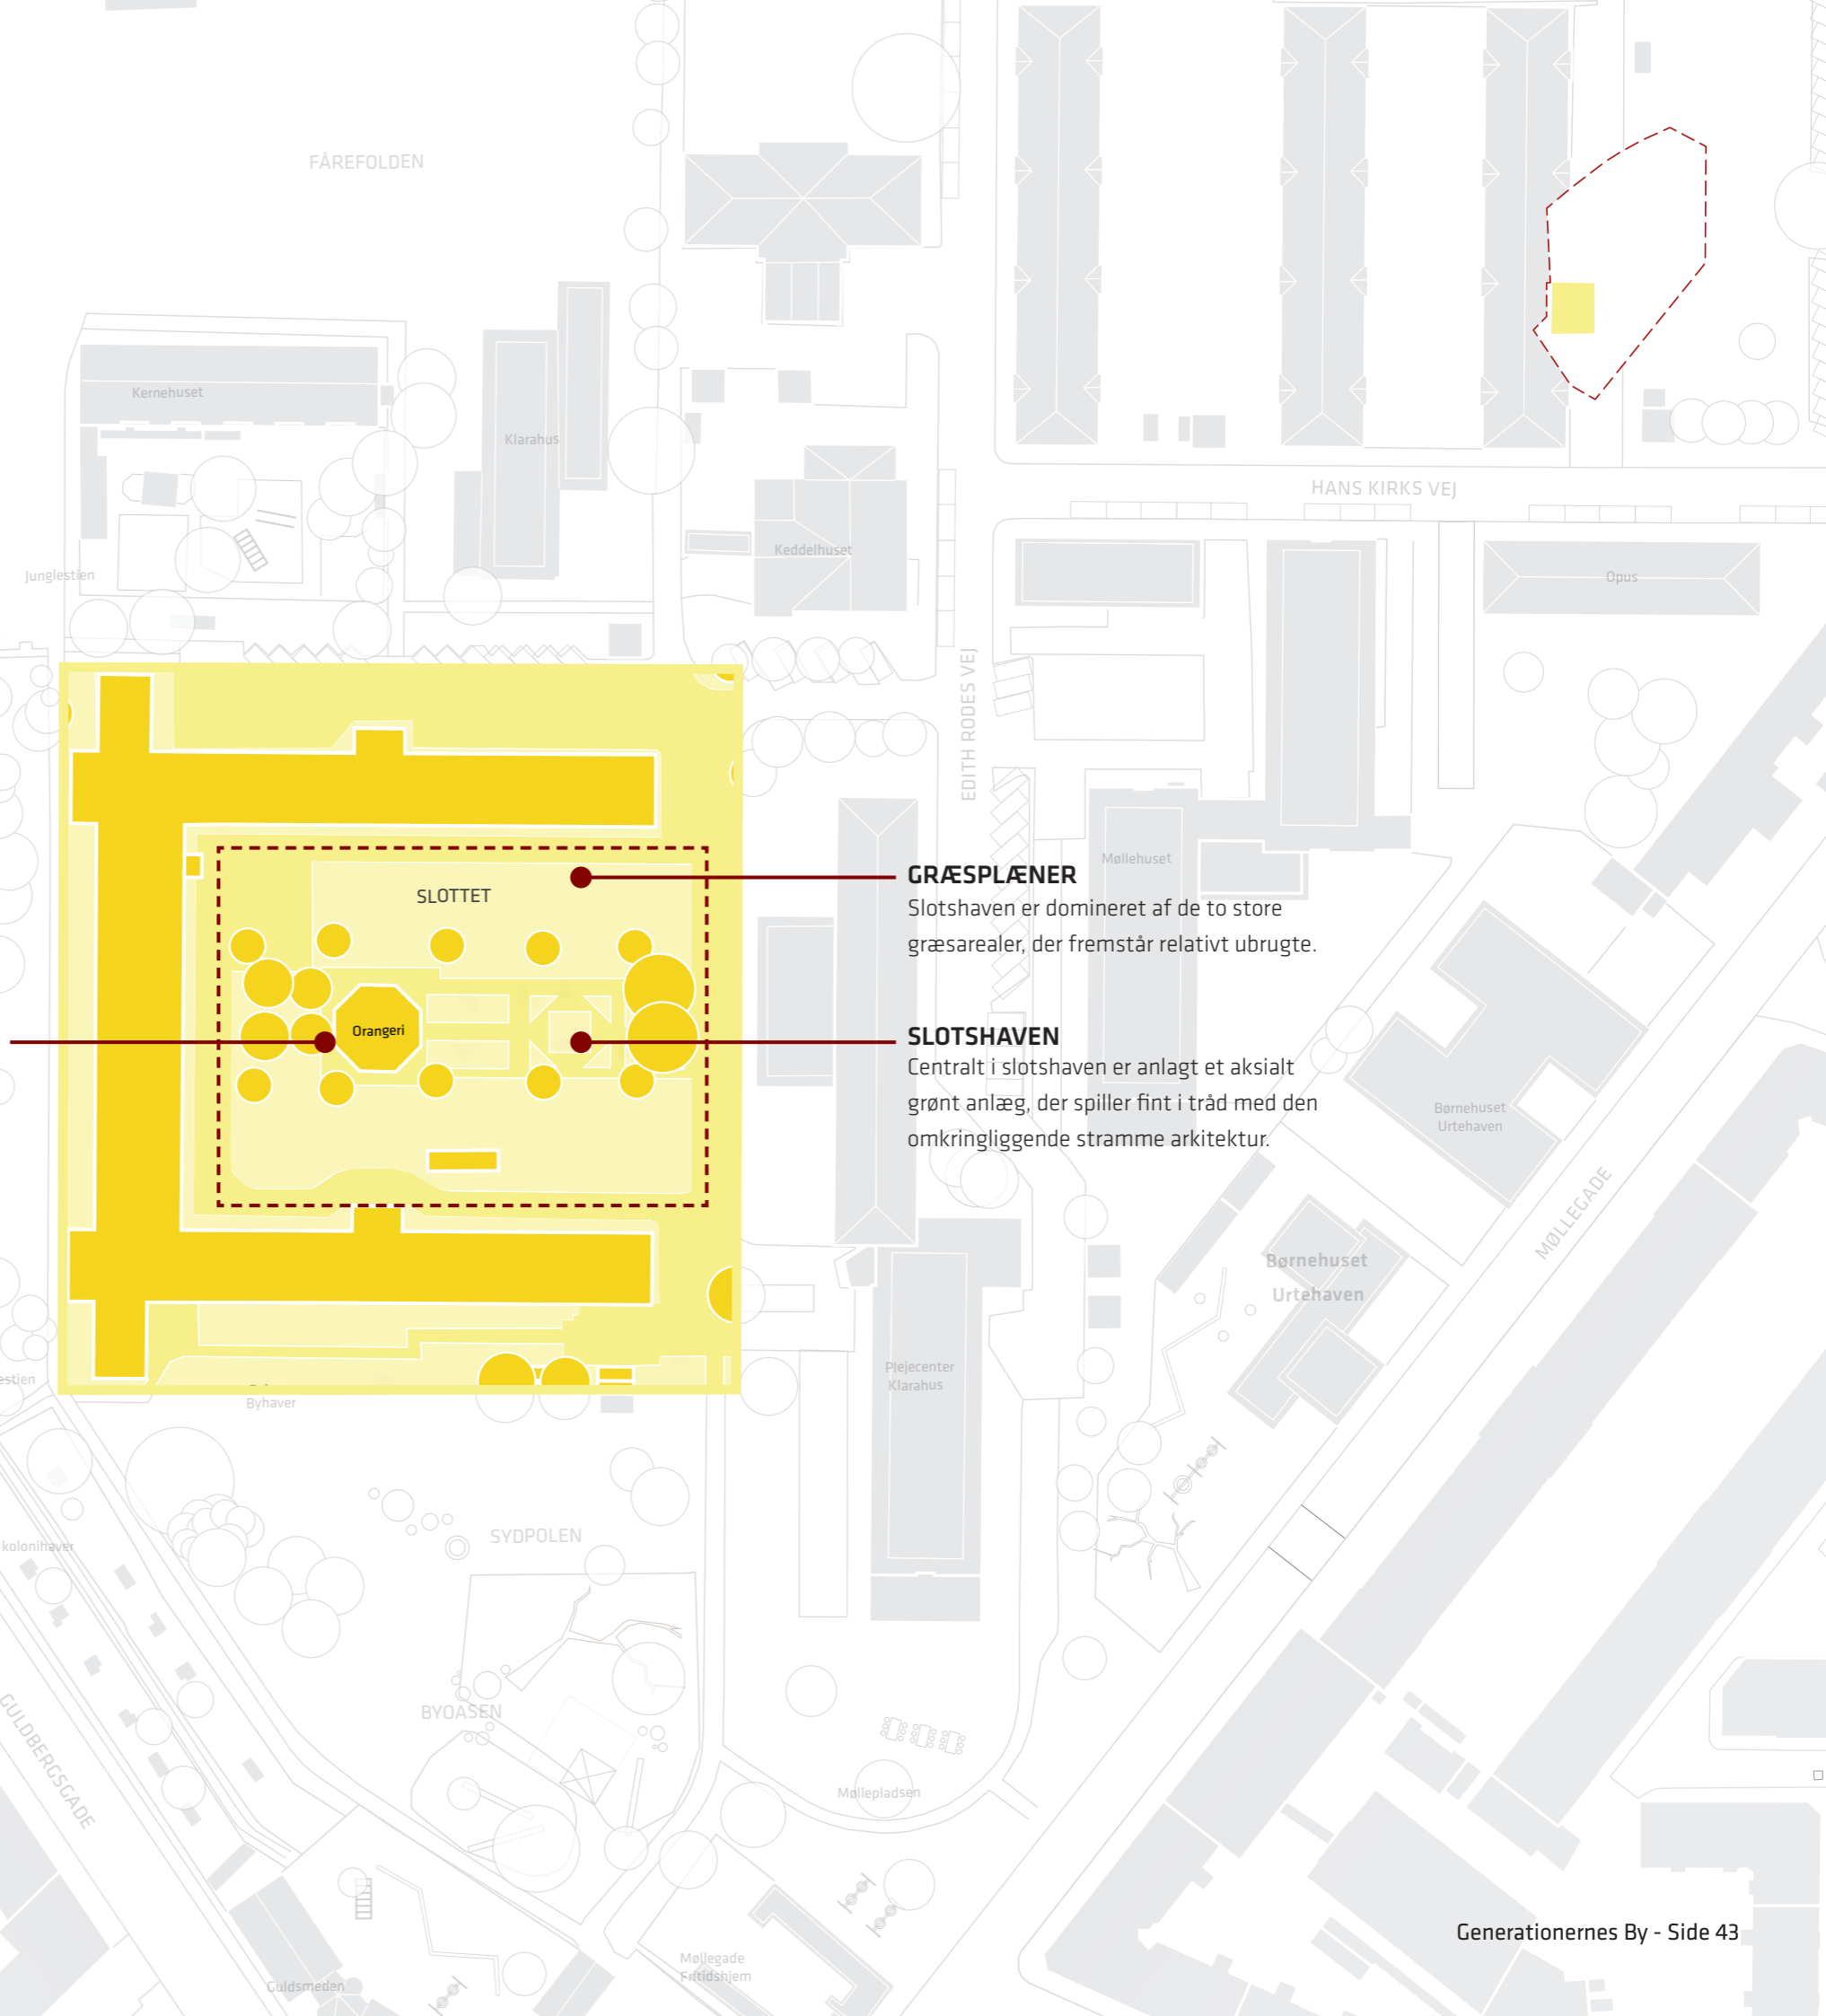 FÅREFOLDEN
Kernehuset
Klarahus
HANS KIRKS VEJ
Keddelhuset
Junglestien
Opus
EDITH RODES VEJ
Møllehuset
GRÆSPLÆNER
SLOTTET
Slotshaven er domineret af de to store
græsarealer, der fremstår relativt ubrugte.
Orangeri
SLOTSHAVEN
Centralt i slotshaven er anlagt et aksialt
grønt anlæg, der spiller fint i tråd med den
omkringliggende stramme arkitektur.
Børnehuset
Urtehaven
MØLLEGADE
Børnehuset
Urtehaven
Plejecenter
Klarahus
estien
Byhaver
SYDPOLEN
kolonihaver
BYOASEN
GULDBERGSGADE
Møllepladsen
Generationernes By - Side 43
Møllegade
Fritidshjem
Guldsmeden